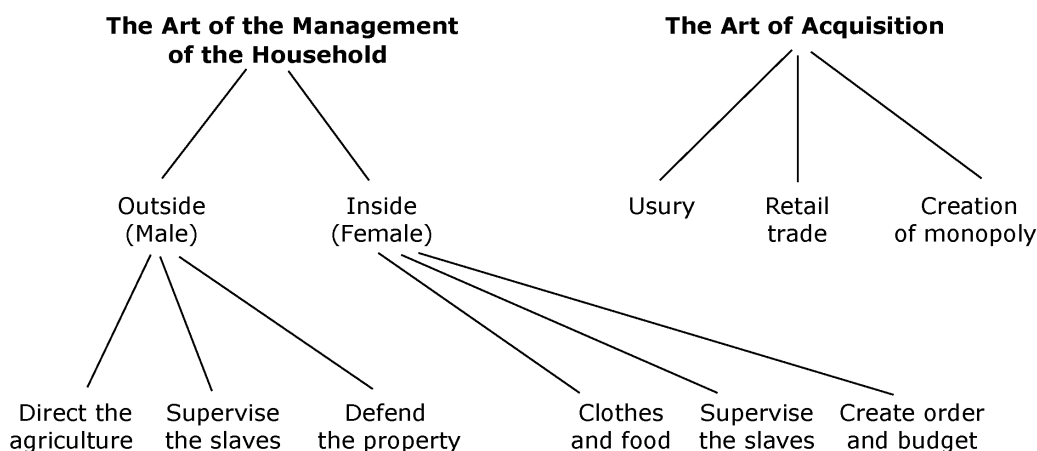 The Art of the Management
of the Household
The Art of Acquisition
Outside
(Male)
Inside
(Female)
Usury
Retail
trade
Creation
of monopoly
Direct the
agriculture
Supervise
the slaves
Defend
the property
Clothes
and food
Supervise
the slaves
Create order
and budget